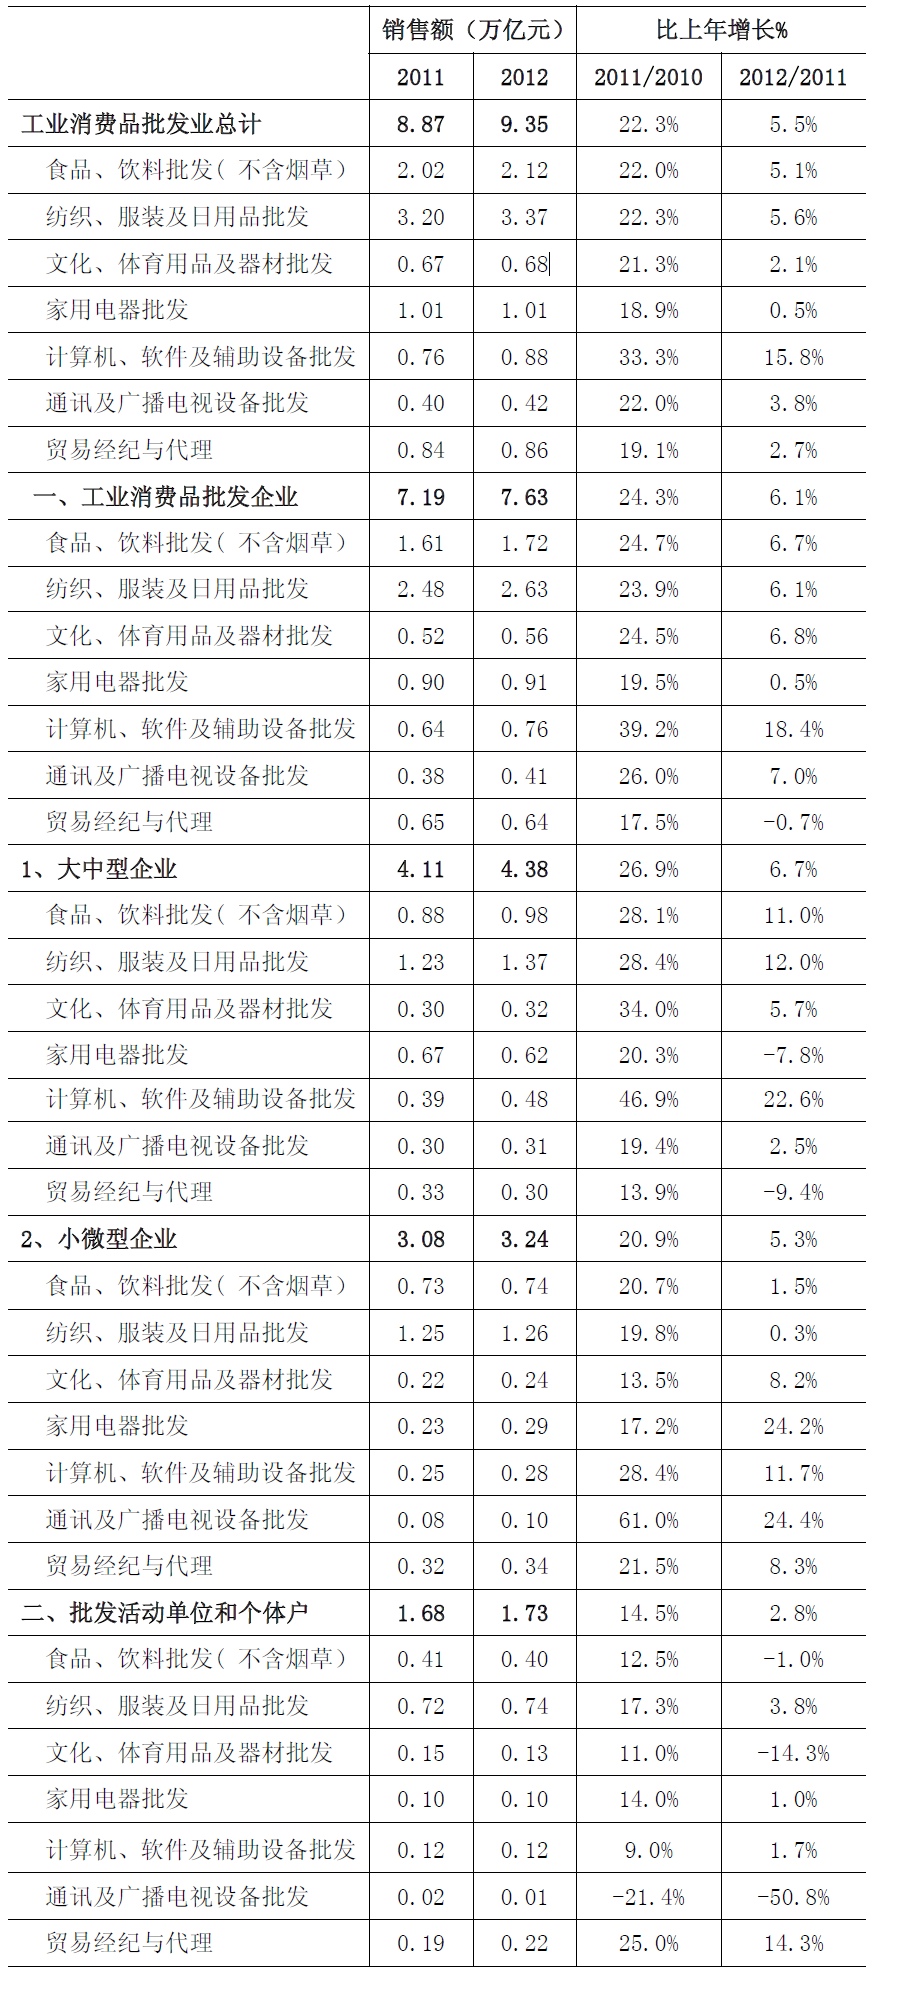 销售额（万亿元） 比上年增长%
2011 2012 2011/2010 2012/2011
工业消费品批发业总计 8.87 9.35 22.3% 5.5%
食品、饮料批发( 不含烟草） 2.02 2.12 22.0% 5.1%
纺织、服装及日用品批发 3.20 3.37 22.3% 5.6%
文化、体育用品及器材批发 0.67 0.68 21.3% 2.1%
家用电器批发 1.01 1.01 18.9% 0.5%
计算机、软件及辅助设备批发 0.76 0.88 33.3% 15.8%
通讯及广播电视设备批发 0.40 0.42 22.0% 3.8%
贸易经纪与代理 0.84 0.86 19.1% 2.7%
一、工业消费品批发企业 7.19 7.63 24.3% 6.1%
食品、饮料批发( 不含烟草） 1.61 1.72 24.7% 6.7%
纺织、服装及日用品批发 2.48 2.63 23.9% 6.1%
文化、体育用品及器材批发 0.52 0.56 24.5% 6.8%
家用电器批发 0.90 0.91 19.5% 0.5%
计算机、软件及辅助设备批发 0.64 0.76 39.2% 18.4%
通讯及广播电视设备批发 0.38 0.41 26.0% 7.0%
贸易经纪与代理 0.65 0.64 17.5% -0.7%
1、大中型企业 4.11 4.38 26.9% 6.7%
食品、饮料批发( 不含烟草） 0.88 0.98 28.1% 11.0%
纺织、服装及日用品批发 1.23 1.37 28.4% 12.0%
文化、体育用品及器材批发 0.30 0.32 34.0% 5.7%
家用电器批发 0.67 0.62 20.3% -7.8%
计算机、软件及辅助设备批发 0.39 0.48 46.9% 22.6%
通讯及广播电视设备批发 0.30 0.31 19.4% 2.5%
贸易经纪与代理 0.33 0.30 13.9% -9.4%
2、小微型企业 3.08 3.24 20.9% 5.3%
食品、饮料批发( 不含烟草） 0.73 0.74 20.7% 1.5%
纺织、服装及日用品批发 1.25 1.26 19.8% 0.3%
文化、体育用品及器材批发 0.22 0.24 13.5% 8.2%
家用电器批发 0.23 0.29 17.2% 24.2%
计算机、软件及辅助设备批发 0.25 0.28 28.4% 11.7%
通讯及广播电视设备批发 0.08 0.10 61.0% 24.4%
贸易经纪与代理 0.32 0.34 21.5% 8.3%
二、批发活动单位和个体户 1.68 1.73 14.5% 2.8%
食品、饮料批发( 不含烟草） 0.41 0.40 12.5% -1.0%
纺织、服装及日用品批发 0.72 0.74 17.3% 3.8%
文化、体育用品及器材批发 0.15 0.13 11.0% -14.3%
家用电器批发 0.10 0.10 14.0% 1.0%
计算机、软件及辅助设备批发 0.12 0.12 9.0% 1.7%
通讯及广播电视设备批发 0.02 0.01 -21.4% -50.8%
贸易经纪与代理 0.19 0.22 25.0% 14.3%